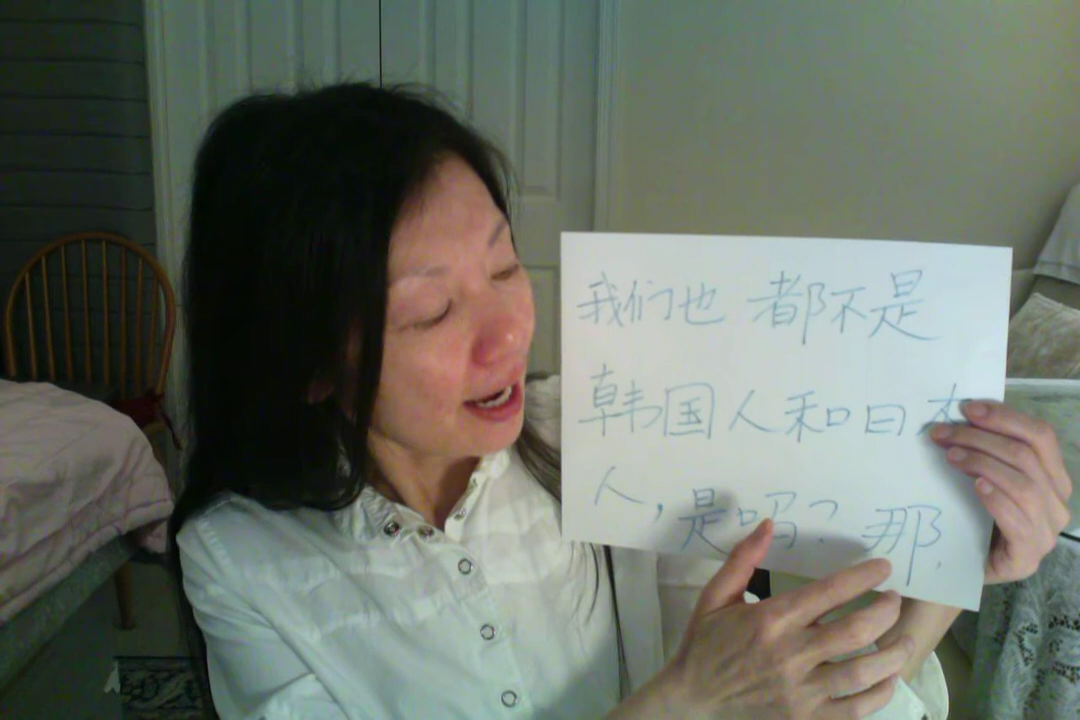 我们也 都不是
韩国人和日本
人，是吗？那，